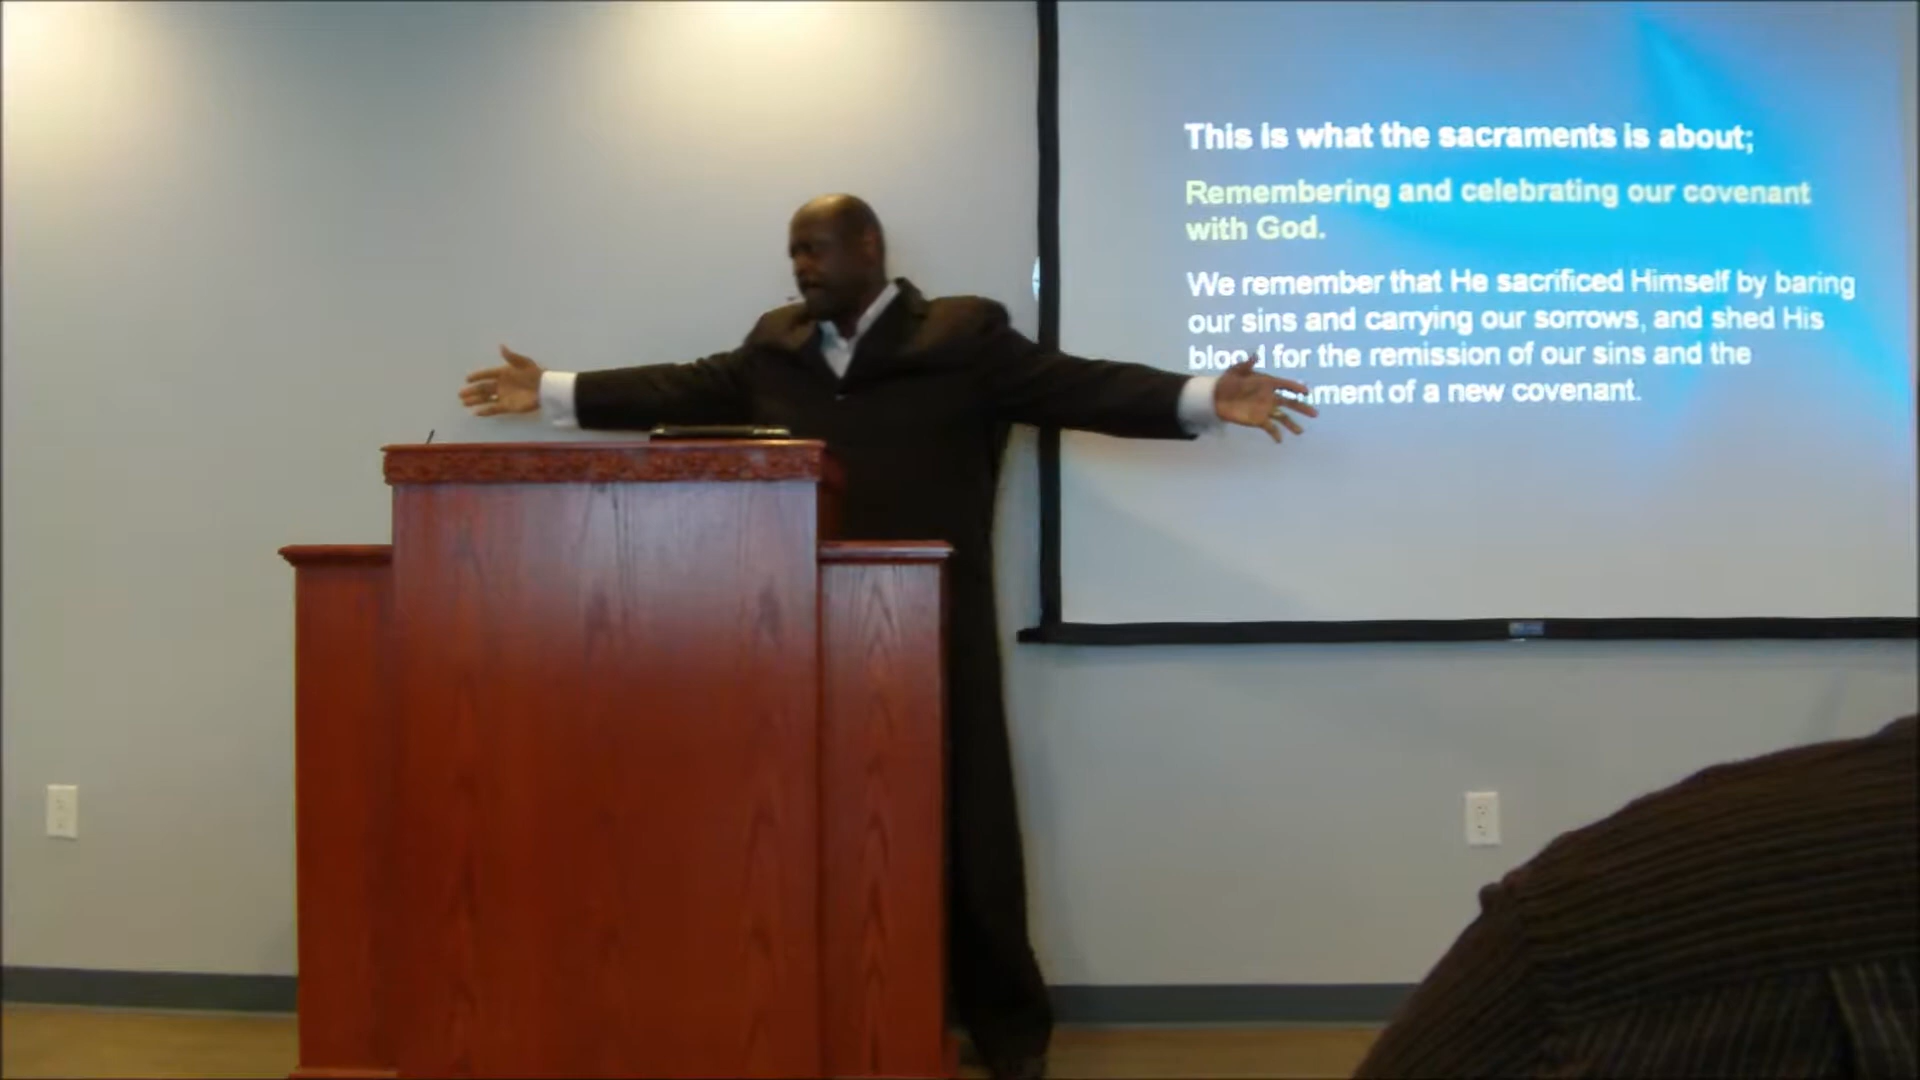 This is what the sacraments is about;
Remembering and celebrating our covenant
with God.
We remember that He sacrificed Himself by baring
our sins and carrying our sorrows, and shed His
blood for the remission of our sins and the
of a new covenant.